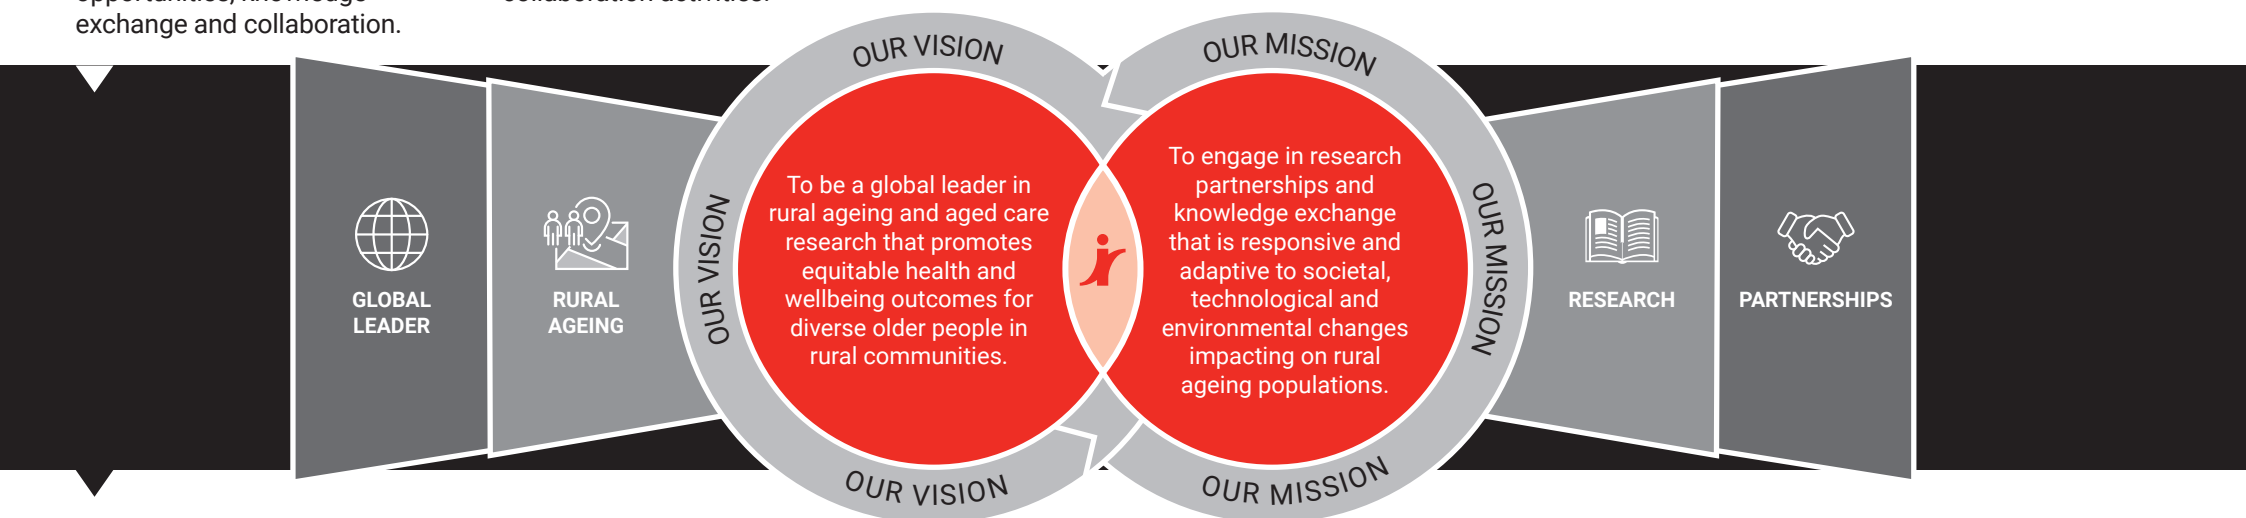 exchange and collaboration.
OUR VISION
OUR MISSION
GLOBAL
LEADER
RURAL
AGEING
OUR VISION
To be a global leader in
rural ageing and aged care
research that promotes
equitable health and
wellbeing outcomes for
diverse older people in
rural communities.
To engage in research
partnerships and
knowledge exchange
that is responsive and
adaptive to societal,
technological and
environmental changes
impacting on rural
ageing populations.
OUR MISSION
RESEARCH
PARTNERSHIPS
OUR VISION
OUR MISSION